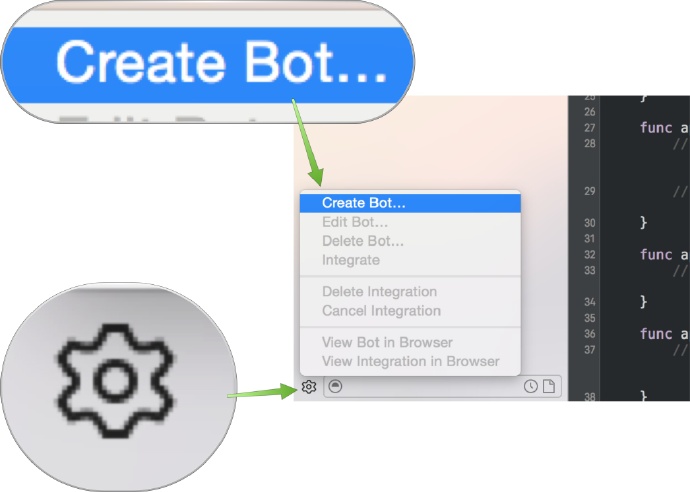 Create Bot...
Create Bot...
Edit Bot...
Delete Bot...
Integrate
Delete Integration
Cancel Integration
View Bot in Browser
View Integration in Browser
25 }
26
27 func a
28 //
29 //
30 }
31
32 func a
33 //
34 }
35
36 func a
37 //
38 }